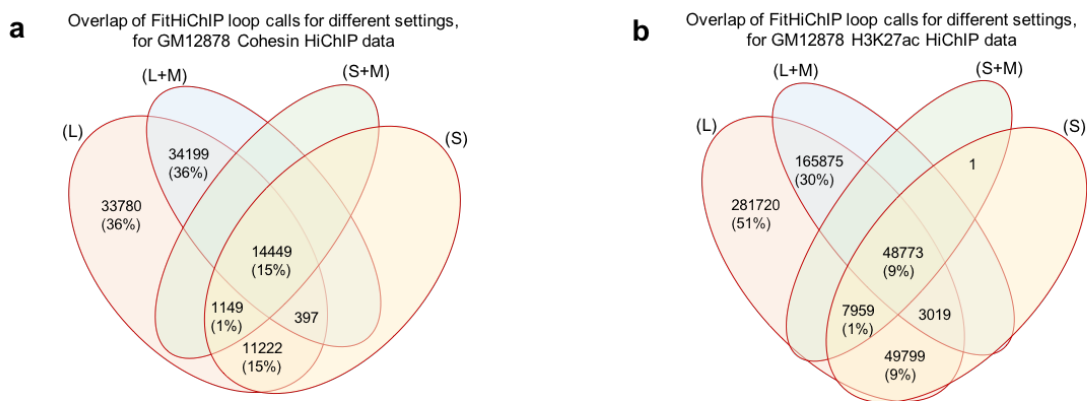 a
Overlap of FitHiChIP loop calls for different settings,
for GM12878 Cohesin HiChIP data
(L+M)
(S+M)
(L)
(S)
34199
(36%)
33780
(36%)
14449
(15%)
1149
(1%)
397
11222
(15%)
b
Overlap of FitHiChIP loop calls for different settings,
for GM12878 H3K27ac HiChIP data
(L+M)
(S+M)
(L)
(S)
165875
(30%)
1
281720
(51%)
48773
(9%)
7959
(1%)
3019
49799
(9%)